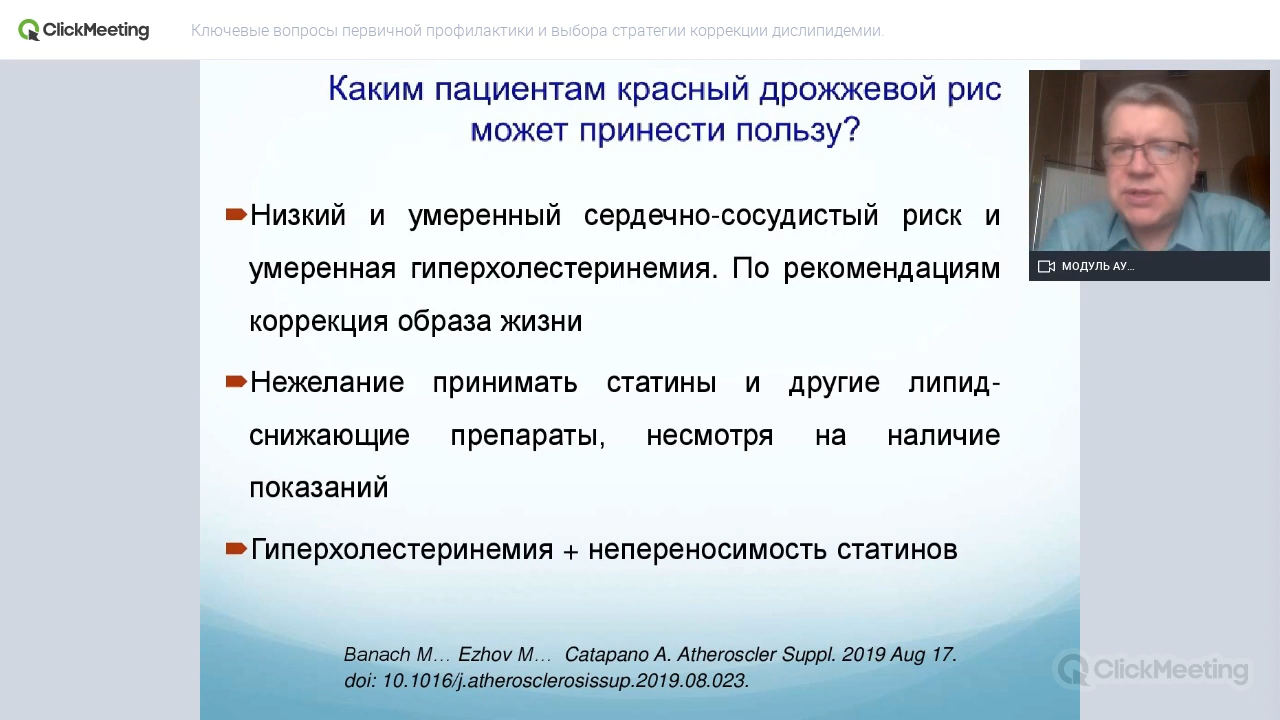 ClickMeeting
Ключевые вопросы первичной профилактики и выбора стратегии коррекции дислипидемии.
Каким пациентам красный дрожжевой рис
может принести пользу?
Низкий и умеренный сердечно-сосудистый риск и
умеренная гиперхолестеринемия. По рекомендациям
коррекция образа жизни
Нежелание принимать статины и другие липид-
снижающие препараты, несмотря на наличие
показаний
Гиперхолестеринемия + непереносимость статинов
Banach M... Ezhov M... Catapano A. Atheroscler Suppl. 2019 Aug 17.
doi: 10.1016/j.atherosclerosissup.2019.08.023.
МОДУЛЬ АУ...
ClickMeeting